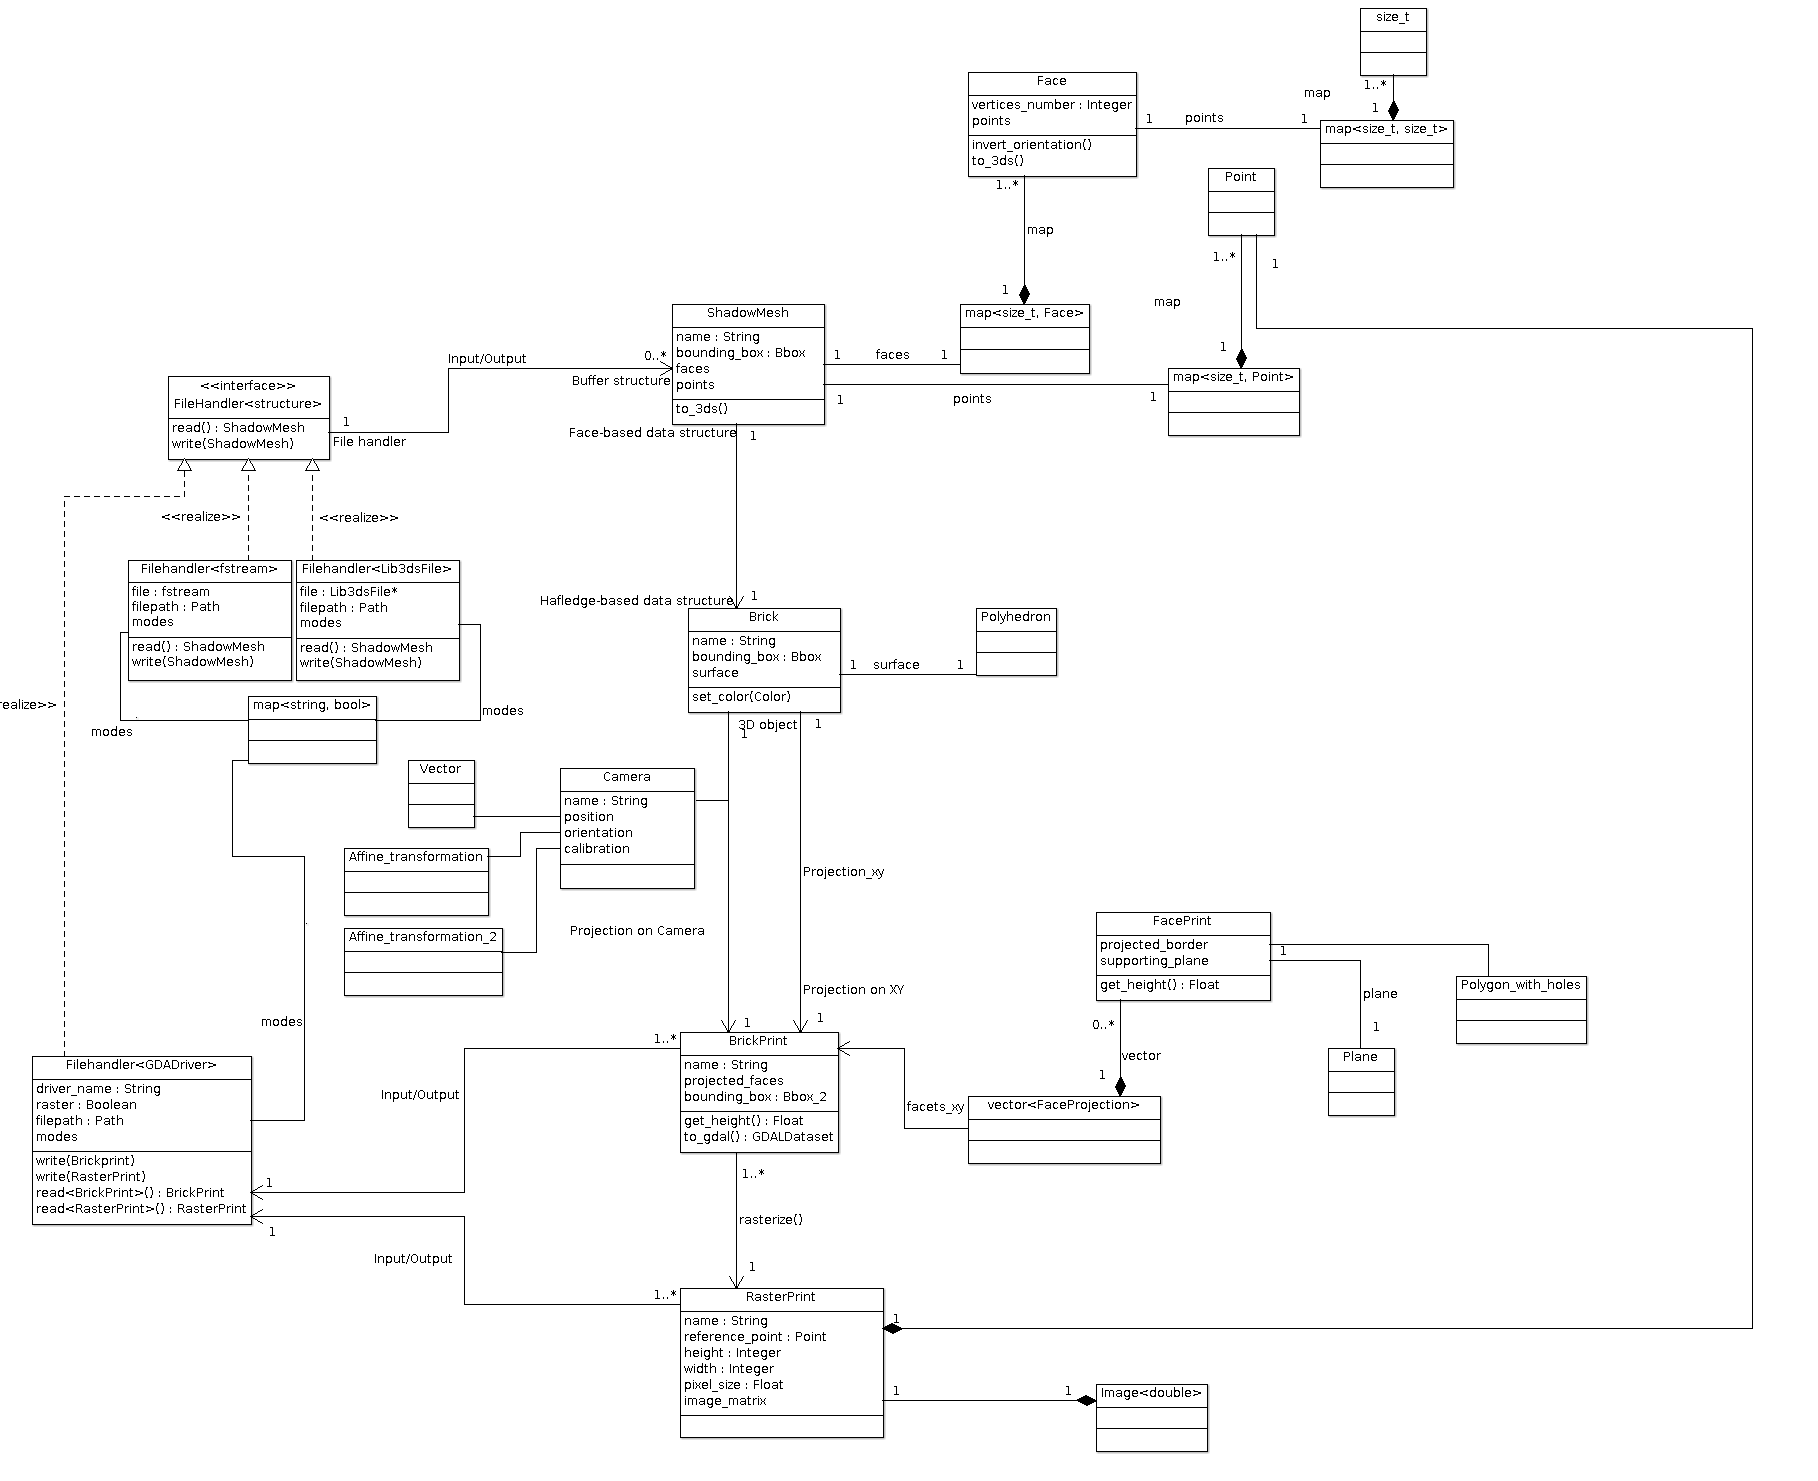 size_t
1..*
map
1
map<size_t, size_t>
Face
vertices_number : Integer
points
invert_orientation()
to_3ds()
1
points
1
1..*
map
1
map<size_t, Face>
Point
1..*
1
map
1
map<size_t, Point>
ShadowMesh
name : String
bounding_box : Bbox
faces
points
to_3ds()
1
faces
1
1
points
1
Input/Output
0..*
Buffer structure
<<interface>>
FileHandler<structure>
read() : ShadowMesh
write(ShadowMesh)
1
File handler
Face-based data structure
1
<<realize>>
<<realize>>
Filehandler<fstream>
file : fstream
filepath : Path
modes
read() : ShadowMesh
write(ShadowMesh)
Filehandler<Lib3dsFile>
file : Lib3dsFile*
filepath : Path
modes
read() : ShadowMesh
write(ShadowMesh)
Hafledge-based data structure
1
Brick
name : String
bounding_box : Bbox
surface
set_color(Color)
1
surface
1
Polyhedron
ealize>>
modes
map<string, bool>
modes
3D object
1
1
Vector
Camera
name : String
position
orientation
calibration
Affine_transformation
Affine_transformation_2
Projection_xy
Projection on Camera
Projection on XY
1
1
FacePrint
projected_border
supporting_plane
get_height() : Float
1
plane
1
Polygon_with_holes
Plane
0..*
vector
1
vector<FaceProjection>
facets_xy
modes
1..*
BrickPrint
name : String
projected_faces
bounding_box : Bbox_2
get_height() : Float
to_gdal() : GDALDataset
Input/Output
Filehandler<GDADriver>
driver_name : String
raster : Boolean
filepath : Path
modes
write(Brickprint)
write(RasterPrint)
read<BrickPrint>() : BrickPrint
read<RasterPrint>() : RasterPrint
1
1
1..*
rasterize()
1
Input/Output
1..*
RasterPrint
name : String
reference_point : Point
height : Integer
width : Integer
pixel_size : Float
image_matrix
1
1
1
Image<double>